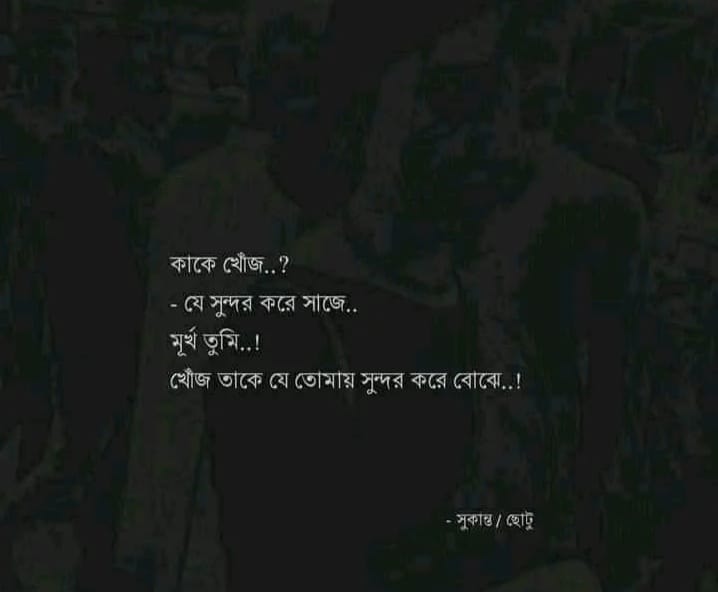 কাকে খোঁজ..?
- যে সুন্দর করে সাজে..
মূর্খ তুমি..!
খোঁজ তাকে যে তোমায় সুন্দর করে বোঝে..!
- সুকান্ত / ছোটু